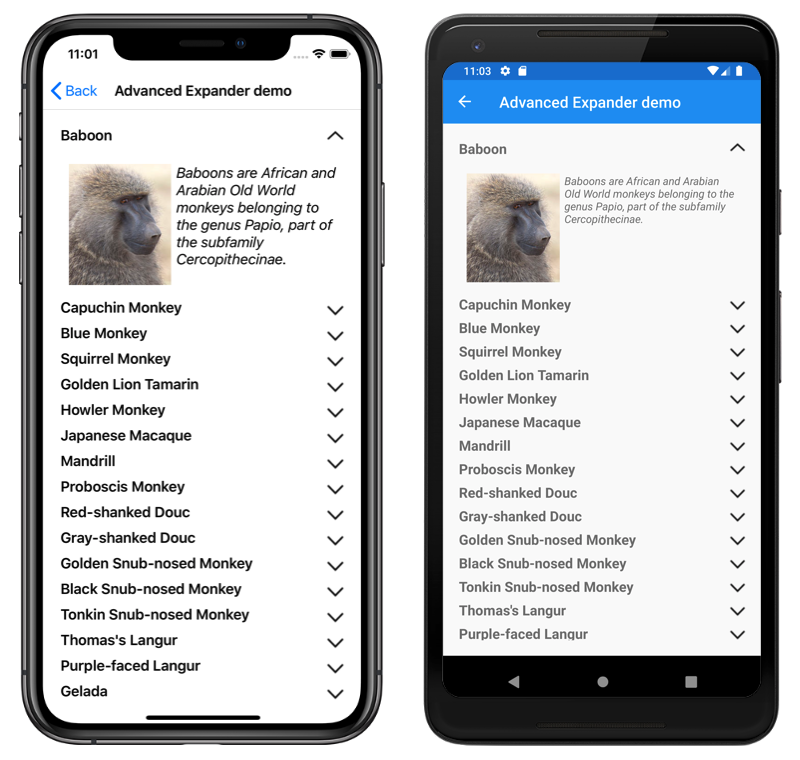 11:01
Back
Advanced Expander demo
Baboon
Baboons are African and
Arabian Old World
monkeys belonging to
the genus Papio, part of
the subfamily
Cercopithecinae.
Capuchin Monkey
Blue Monkey
Squirrel Monkey
Golden Lion Tamarin
Howler Monkey
Japanese Macaque
Mandrill
Proboscis Monkey
Red-shanked Douc
Gray-shanked Douc
Golden Snub-nosed Monkey
Black Snub-nosed Monkey
Tonkin Snub-nosed Monkey
Thomas's Langur
Purple-faced Langur
Gelada
11:03
Advanced Expander demo
Baboon
Baboons are African and Arabian
Old World monkeys belonging to the
genus Papio, part of the subfamily
Cercopithecinae.
Capuchin Monkey
Blue Monkey
Squirrel Monkey
Golden Lion Tamarin
Howler Monkey
Japanese Macaque
Mandrill
Proboscis Monkey
Red-shanked Douc
Gray-shanked Douc
Golden Snub-nosed Monkey
Black Snub-nosed Monkey
Tonkin Snub-nosed Monkey
Thomas's Langur
Purple-faced Langur